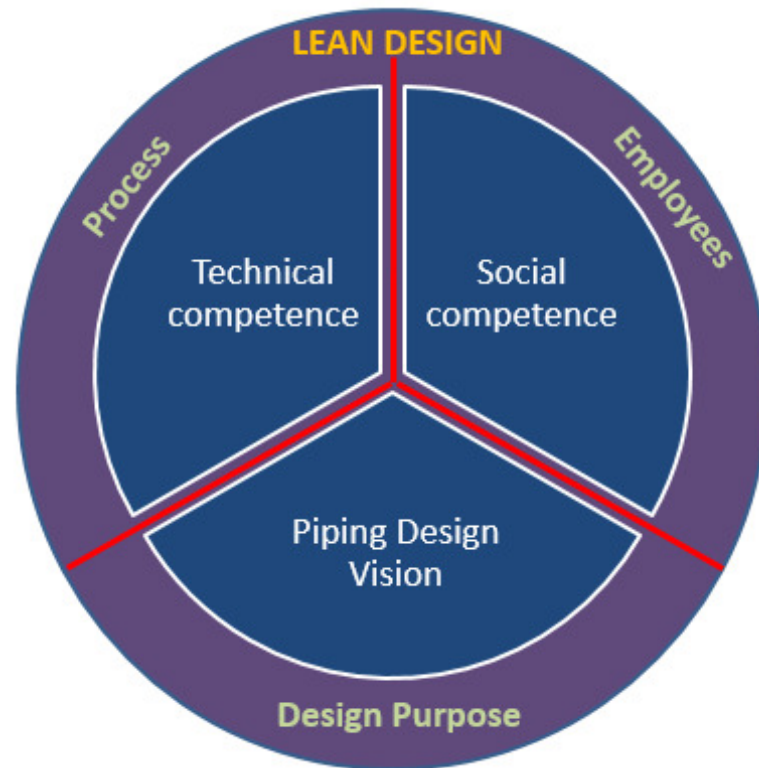 LEAN DESIGN
Process
Employees
Technical
competence
Social
competence
Piping Design
Vision
Design Purpose